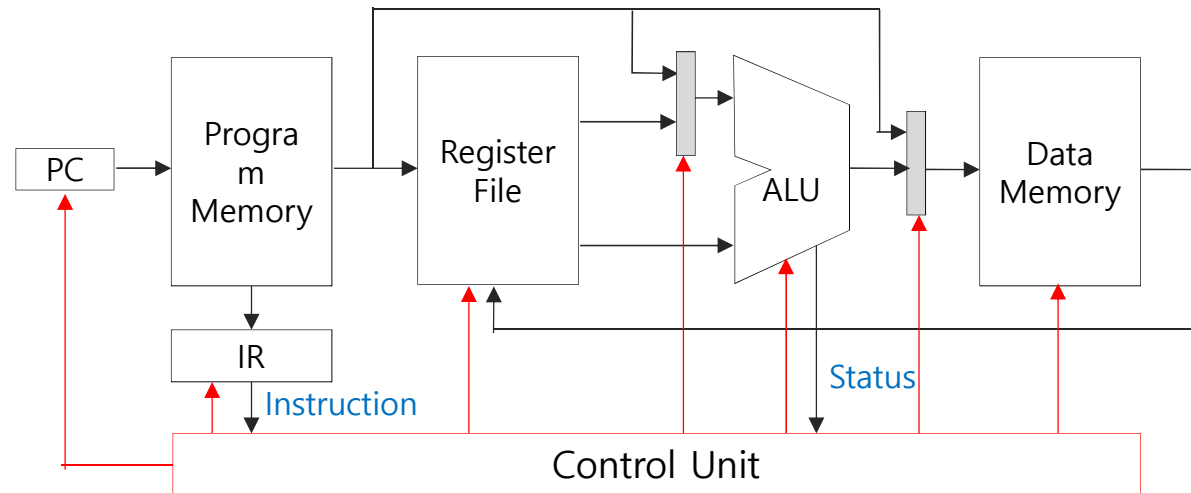 PC
Progra
m
Memory
Register
File
ALU
Data
Memory
IR
Instruction
Status
Control Unit